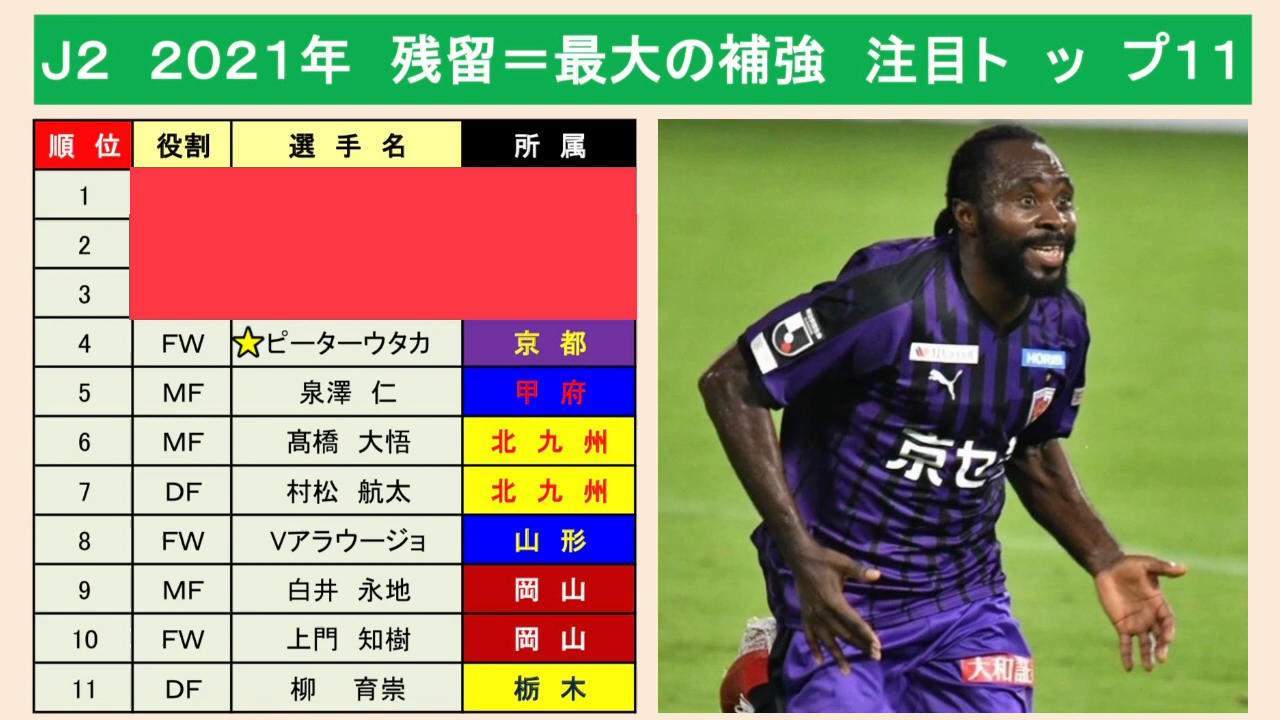 J2 2021年 残留＝最大の補強 注目トップ11
順位 役割 選手名 所属
1
2
3
4 FW ☆ピーターウタカ 京都
5 MF 泉澤 仁 甲府
6 MF 髙橋 大悟 北九州
7 DF 村松 航太 北九州
8 FW Vアラウージョ 山形
9 MF 白井 永地 岡山
10 FW 上門 知樹 岡山
11 DF 柳 育崇 栃木
HORIBA
京セ
大和証